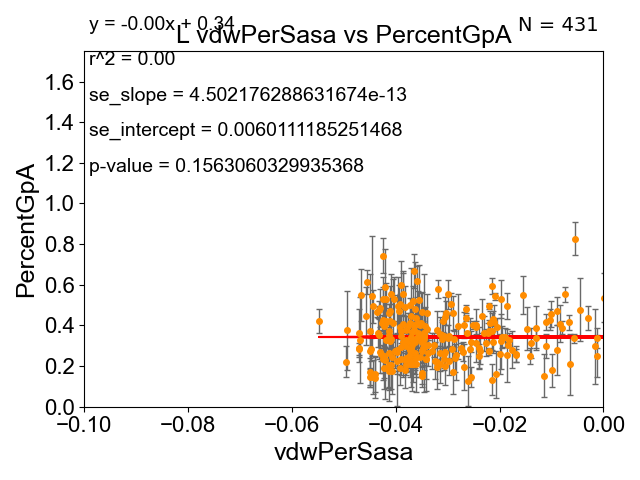 y = -0.00x + 0.34
L vdwPerSasa vs PercentGpA
N = 431
r^2 = 0.00
se_slope = 4.502176288631674e-13
se_intercept = 0.0060111185251468
p-value = 0.1563060329935368
PercentGpA
1.6
1.4
1.2
1.0
0.8
0.6
0.4
0.2
0.0
−0.10
−0.08
−0.06
−0.04
−0.02
0.00
vdwPerSasa